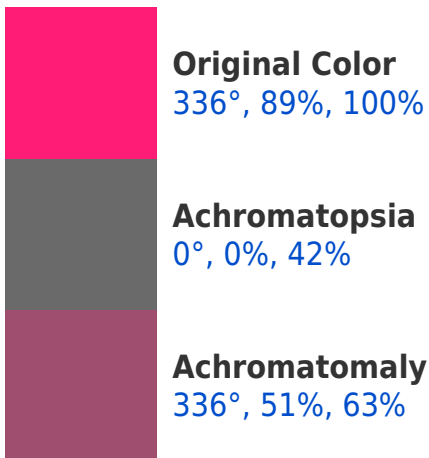 Original Color
336°, 89%, 100%
Achromatopsia
0°, 0%, 42%
Achromatomaly
336°, 51%, 63%